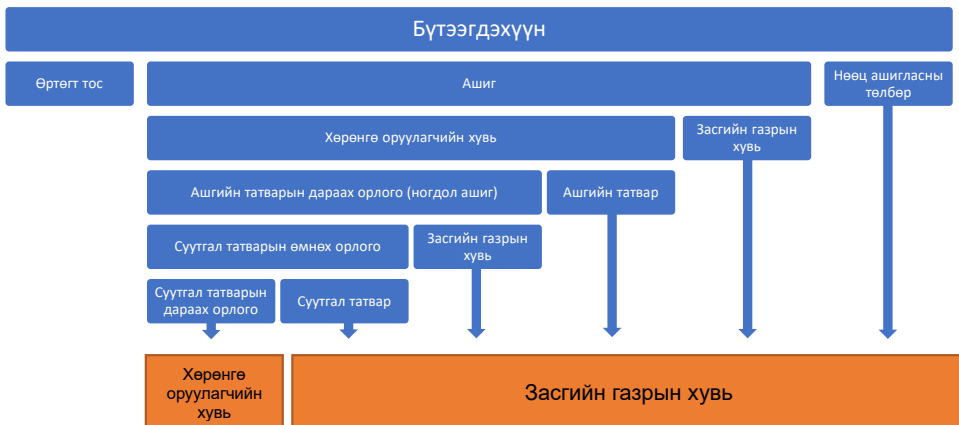 Бүтээгдэхүүн
Өртөгт тос
Ашиг
Нөөц ашигласны
төлбөр
Хөрөнгө оруулагчийн хувь
Засгийн газрын
хувь
Ашгийн татварын дараах орлого (ногдол ашиг)
Ашгийн татвар
Суутгал татварын өмнөх орлого
Засгийн газрын
хувь
Суутгал татварын
дараах орлого
Суутгал татвар
Хөрөнгө
оруулагчийн
хувь
Засгийн газрын хувь